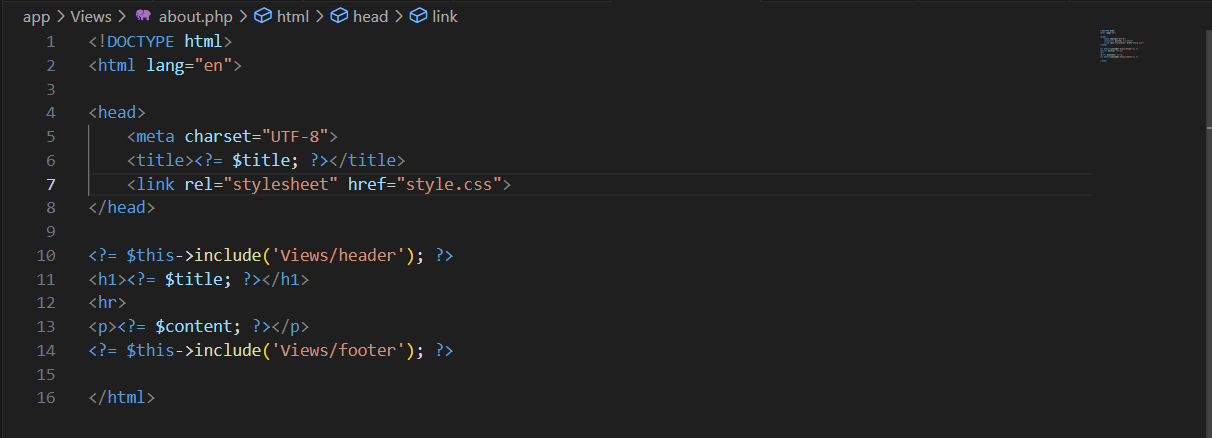 app > Views > about.php > html > head > link
1 <!DOCTYPE html>
2 <html lang="en">
3
4 <head>
5     <meta charset="UTF-8">
6     <title><?= $title; ?></title>
7     <link rel="stylesheet" href="style.css">
8 </head>
9
10 <?= $this->include('Views/header'); ?>
11 <h1><?= $title; ?></h1>
12 <hr>
13 <p><?= $content; ?></p>
14 <?= $this->include('Views/footer'); ?>
15
16 </html>